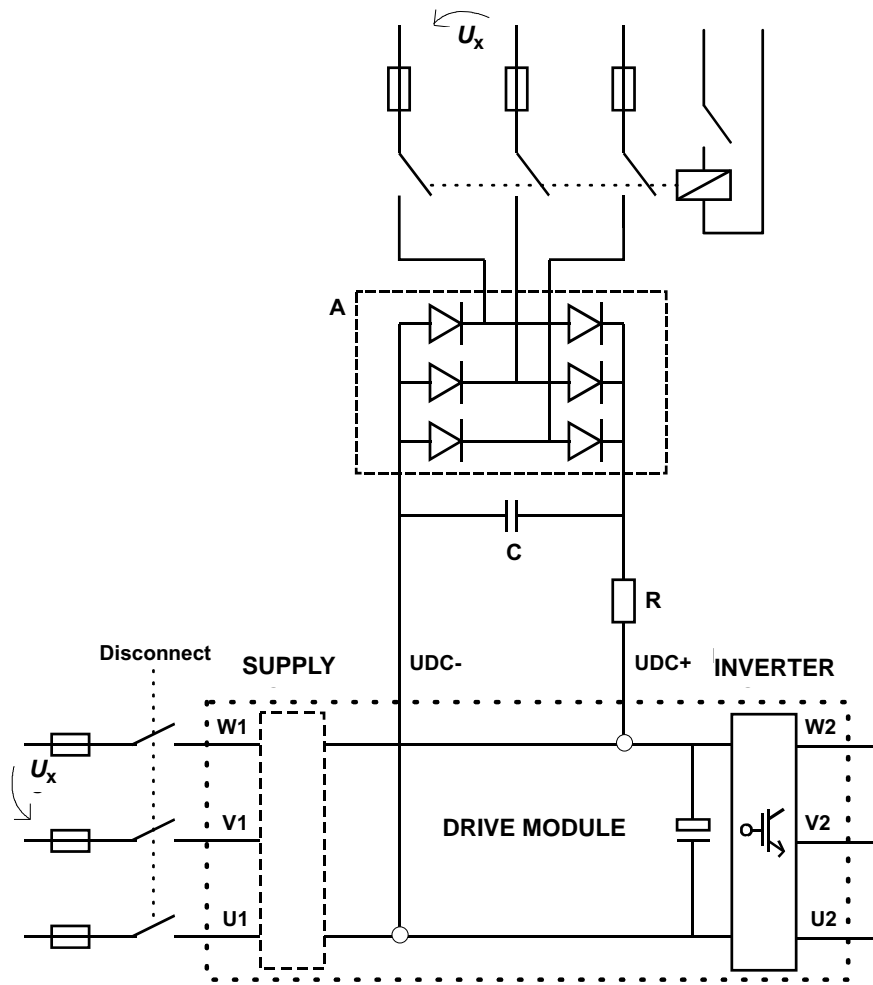 Ux
A
C
R
Disconnect
SUPPLY
UDC-
UDC+
INVERTER
W1
W2
Ux
V1
DRIVE MODULE
V2
U1
U2